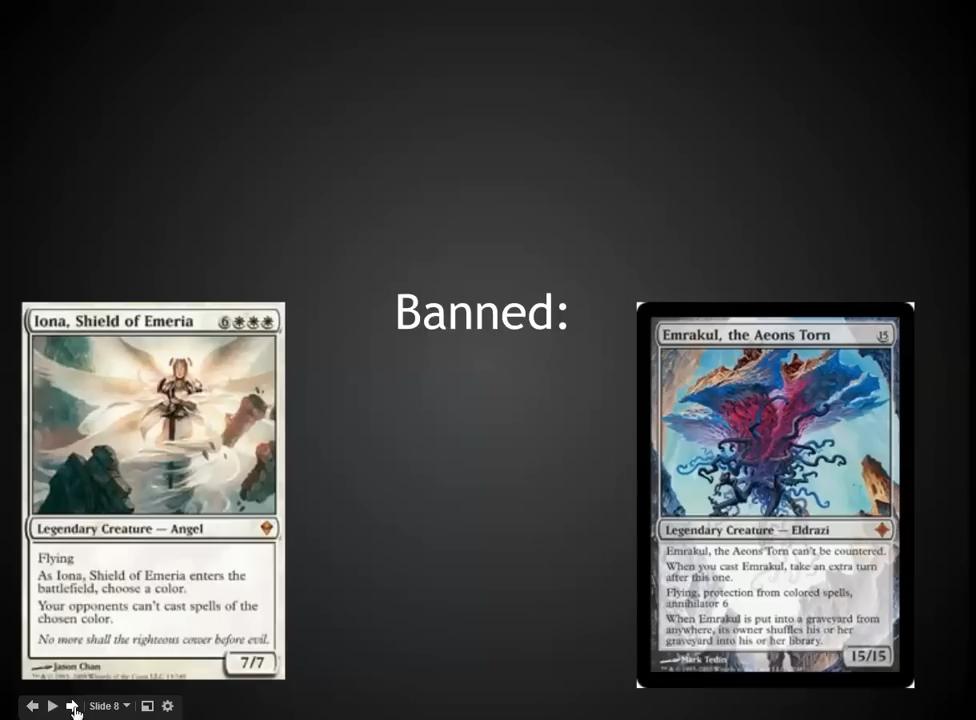 Banned:
Iona, Shield of Emeria 6
Legendary Creature — Angel
Flying
As Iona, Shield of Emeria enters the
battlefield, choose a color.
Your opponents can't cast spells of the
chosen color.
No more shall the righteous cower before evil.
7/7
Jason Chan
Emrakul, the Aeons Torn 15
Legendary Creature — Eldrazi
Emrakul, the Aeons Torn can't be countered.
When you cast Emrakul, take an extra turn
after this one.
Flying, protection from colored spells,
annihilator 6
When Emrakul is put into a graveyard from
anywhere, its owner shuffles his or her
graveyard into his or her library.
15/15
Mark Tedin
Slide 8